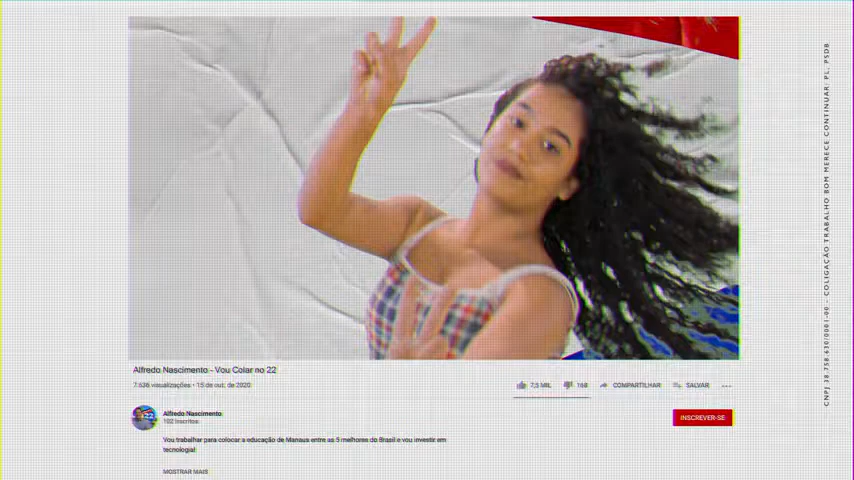 Alfredo Nascimento - Vou Colar no 22
7.536 visualizações • 15 de out. de 2020
7,5 MIL
168
COMPARTILHAR
SALVAR
Alfredo Nascimento
102 inscritos
INSCREVER-SE
Vou trabalhar para colocar a educação de Manaus entre as 5 melhores do Brasil e vou investir em
tecnologia!
MOSTRAR MAIS
22
CNPJ 38.758.630/0001-00 - COLIGAÇÃO TRABALHO BOM MERECE CONTINUAR. PL, PSDB